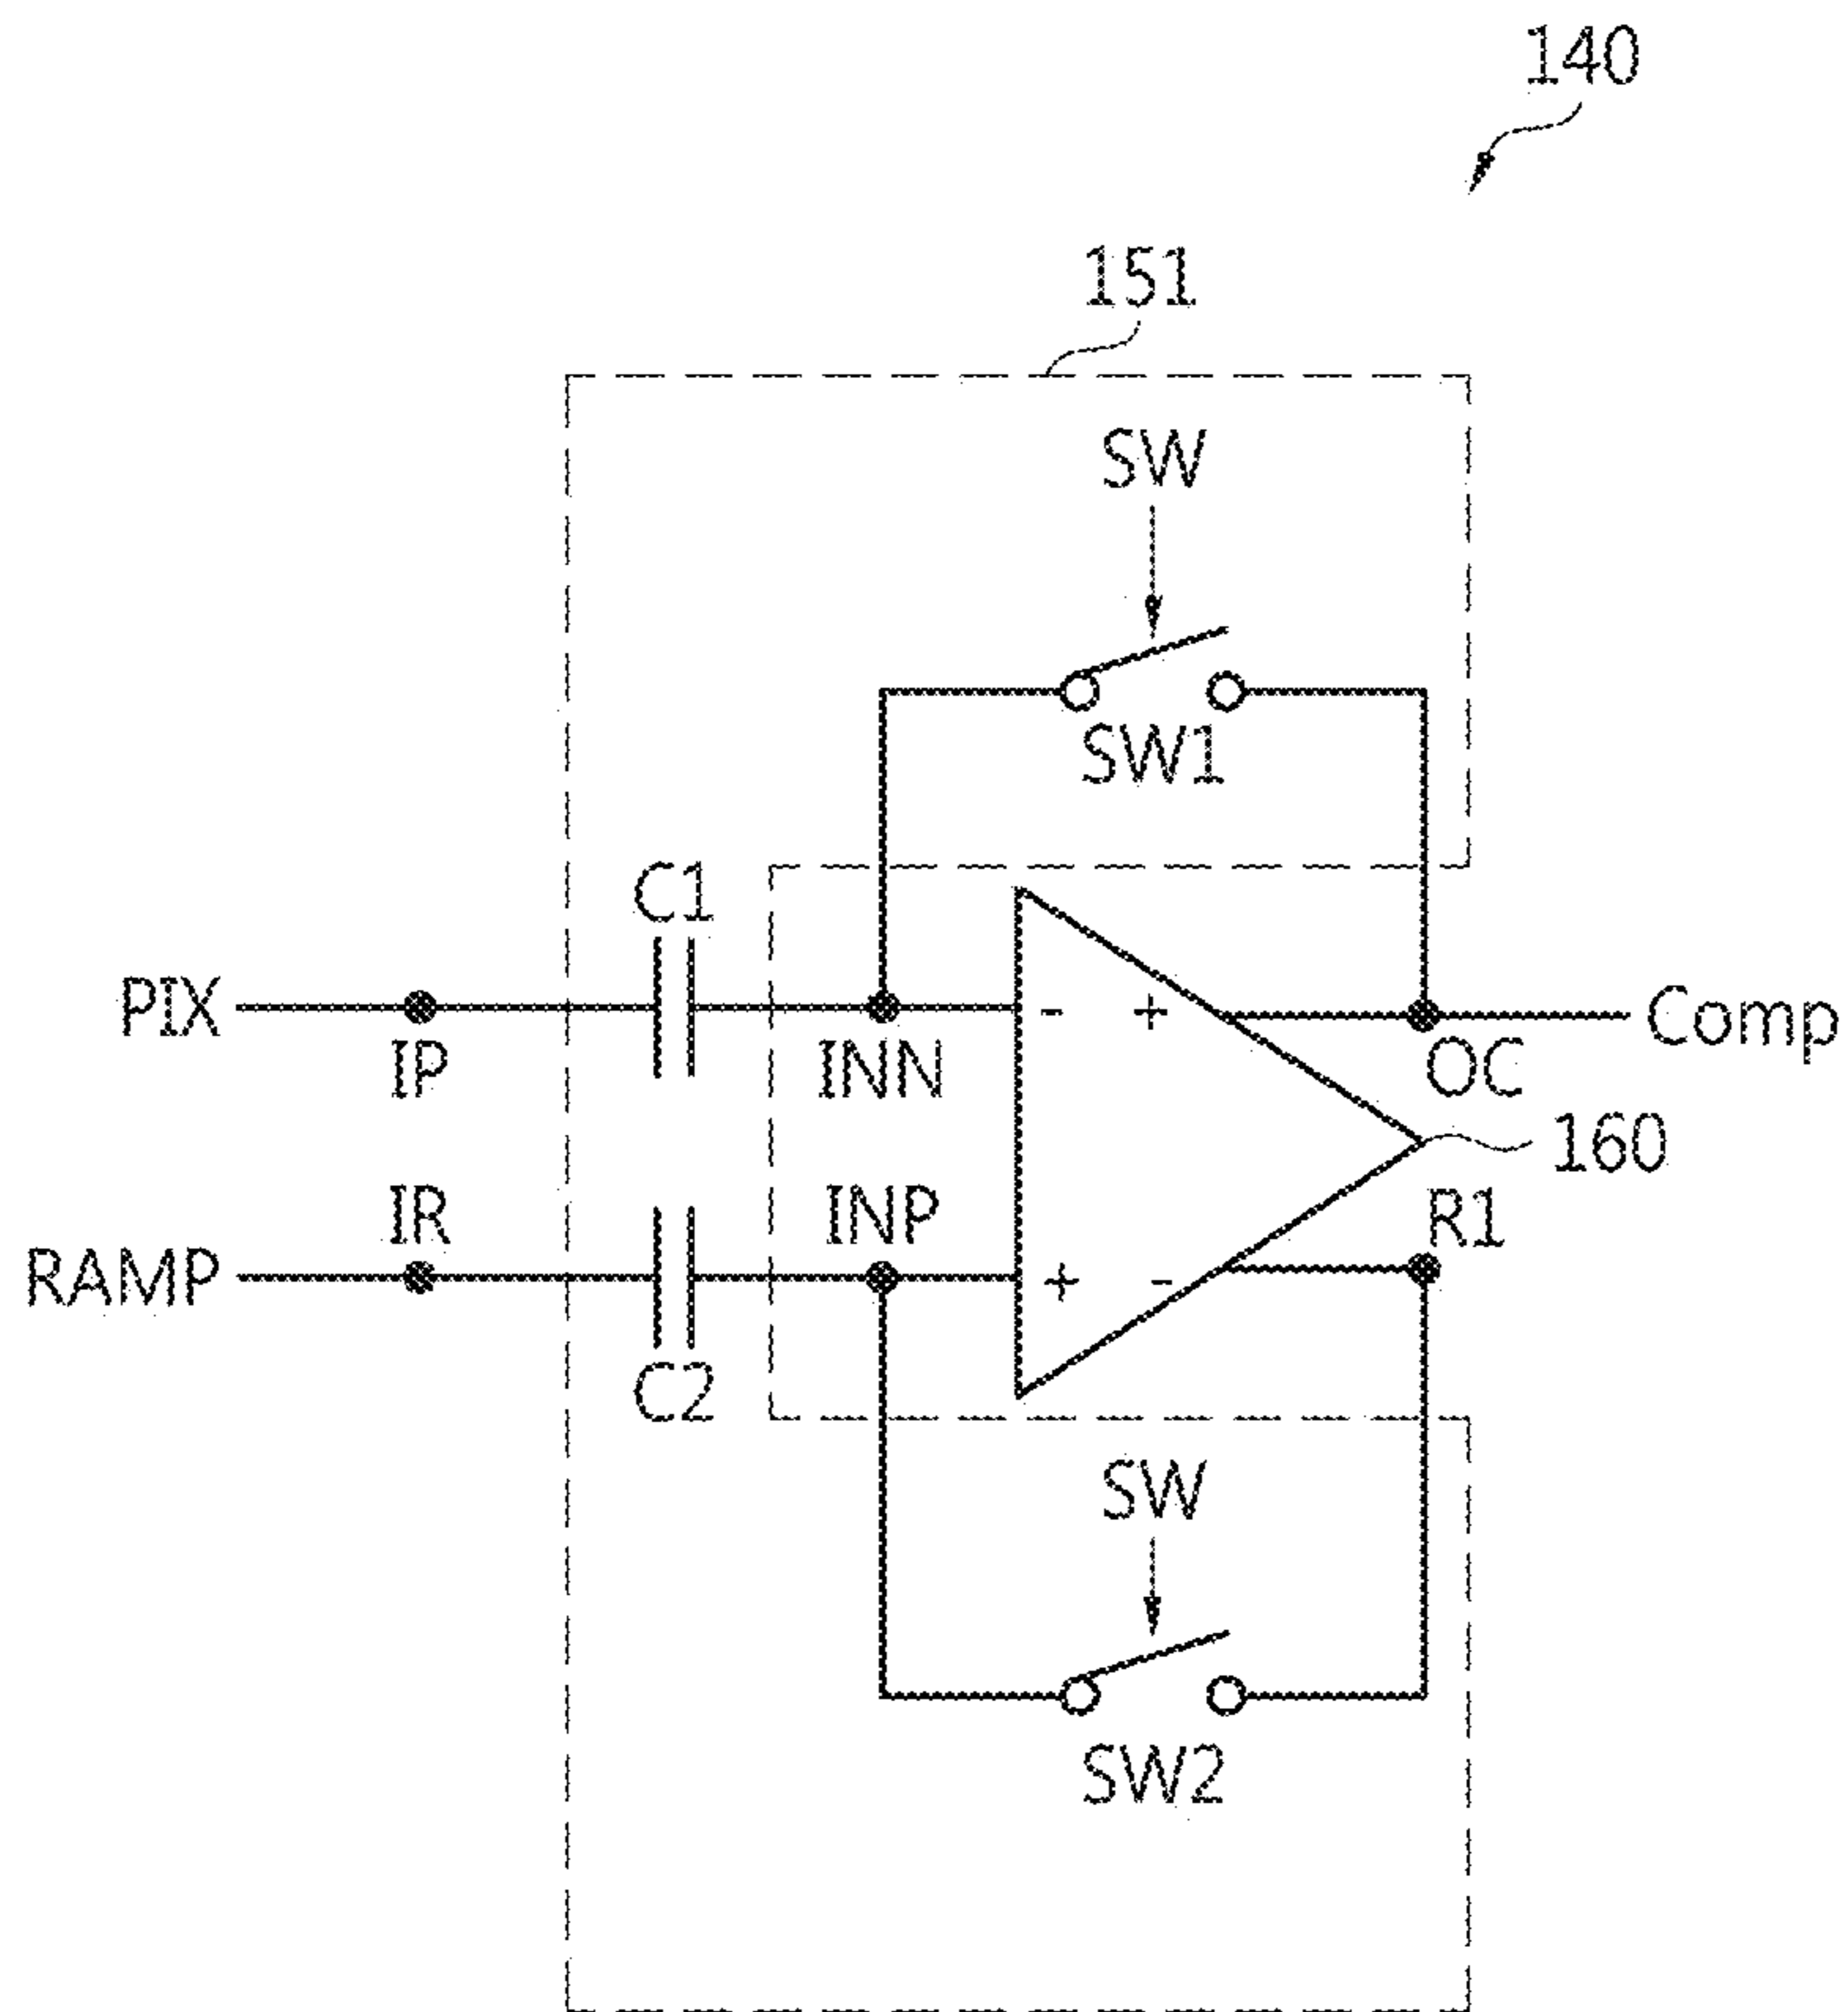 140
151
SW
SW1
C1
PIX
IP
INN
- +
OC
Comp
160
RAMP
IR
INP
+ -
R1
C2
SW
SW2